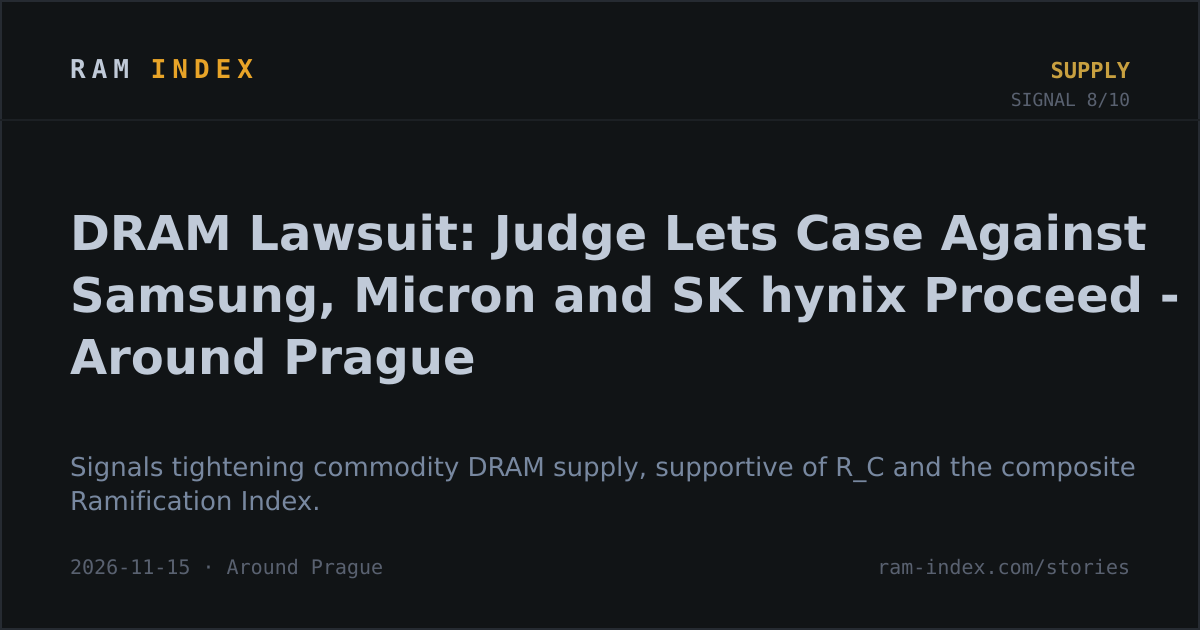 RAM INDEX
SUPPLY
SIGNAL 8/10
DRAM Lawsuit: Judge Lets Case Against
Samsung, Micron and SK hynix Proceed -
Around Prague
Signals tightening commodity DRAM supply, supportive of R_C and the composite
Ramification Index.
2026-11-15 · Around Prague
ram-index.com/stories